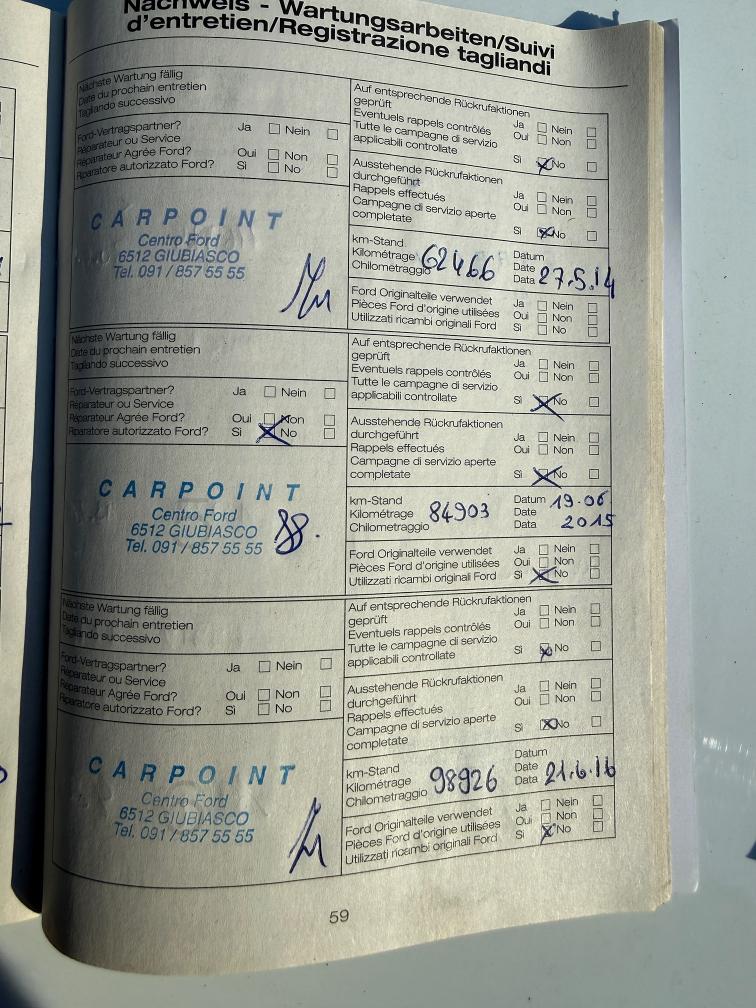 Nachweis - Wartungsarbeiten/Suivi
d'entretien/Registrazione tagliandi
Nächste Wartung fällig
Date du prochain entretien
Tagliando successivo
Ford-Vertragspartner? Ja Nein
Réparateur ou Service
Réparateur Agrée Ford? Oui Non
Riparatore autorizzato Ford? Sì No
CARPOINT
Centro Ford
6512 GIUBIASCO
Tel. 091/857 55 55
Auf entsprechende Rückrufaktionen
geprüft Ja Nein
Eventuels rappels contrôlés Oui Non
Tutte le campagne di servizio
applicabili controllate Sì No
Ausstehende Rückrufaktionen
durchgeführt Ja Nein
Rappels effectués Oui Non
Campagne di servizio aperte
completate Sì No
km-Stand Datum
Kilométrage 62466 Date 27.5.14
Chilometraggio Data
Ford Originalteile verwendet Ja Nein
Pièces Ford d'origine utilisées Oui Non
Utilizzati ricambi originali Ford Sì No
Nächste Wartung fällig
Date du prochain entretien
Tagliando successivo
Ford-Vertragspartner? Ja Nein
Réparateur ou Service
Réparateur Agrée Ford? Oui Non
Riparatore autorizzato Ford? Sì No
CARPOINT
Centro Ford
6512 GIUBIASCO
Tel. 091/857 55 55
Auf entsprechende Rückrufaktionen
geprüft Ja Nein
Eventuels rappels contrôlés Oui Non
Tutte le campagne di servizio
applicabili controllate Sì No
Ausstehende Rückrufaktionen
durchgeführt Ja Nein
Rappels effectués Oui Non
Campagne di servizio aperte
completate Sì No
km-Stand Datum 19.06
Kilométrage 84903 Date
Chilometraggio Data 2015
Ford Originalteile verwendet Ja Nein
Pièces Ford d'origine utilisées Oui Non
Utilizzati ricambi originali Ford Sì No
Nächste Wartung fällig
Date du prochain entretien
Tagliando successivo
Ford-Vertragspartner? Ja Nein
Réparateur ou Service
Réparateur Agrée Ford? Oui Non
Riparatore autorizzato Ford? Sì No
CARPOINT
Centro Ford
6512 GIUBIASCO
Tel. 091/857 55 55
Auf entsprechende Rückrufaktionen
geprüft Ja Nein
Eventuels rappels contrôlés Oui Non
Tutte le campagne di servizio
applicabili controllate Sì No
Ausstehende Rückrufaktionen
durchgeführt Ja Nein
Rappels effectués Oui Non
Campagne di servizio aperte
completate Sì No
km-Stand Datum
Kilométrage 98926 Date 21.6.16
Chilometraggio Data
Ford Originalteile verwendet Ja Nein
Pièces Ford d'origine utilisées Oui Non
Utilizzati ricambi originali Ford Sì No
59